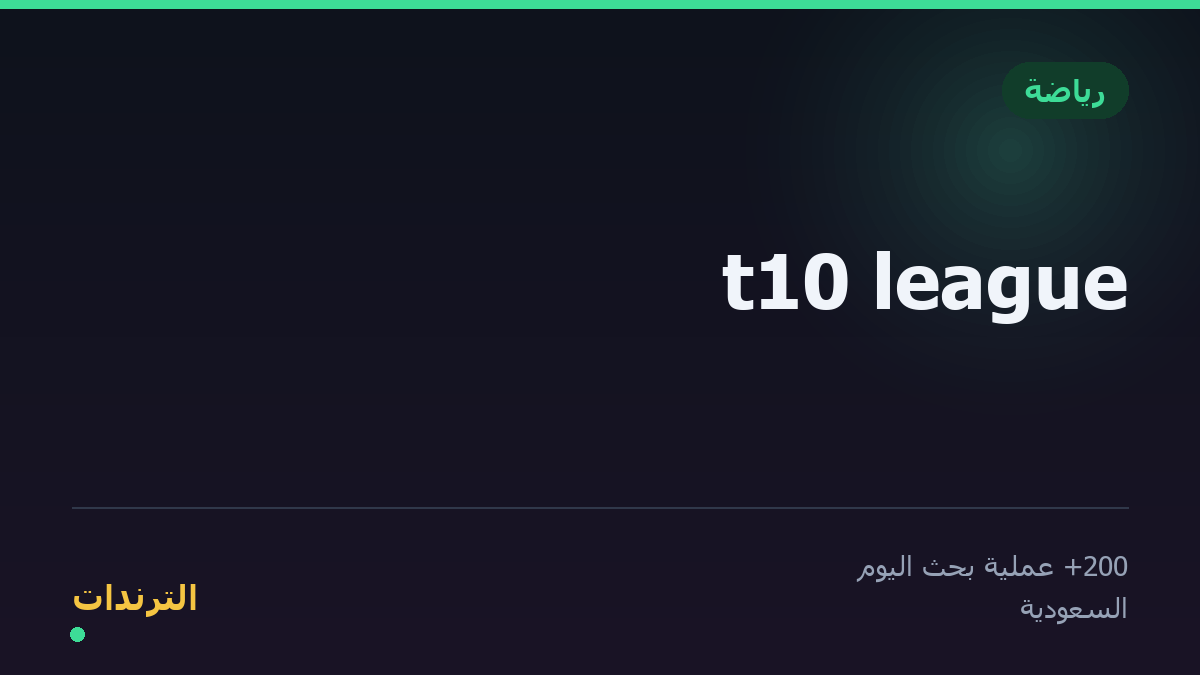 رياضة
t10 league
200+ عملية بحث اليوم
السعودية
الترندات